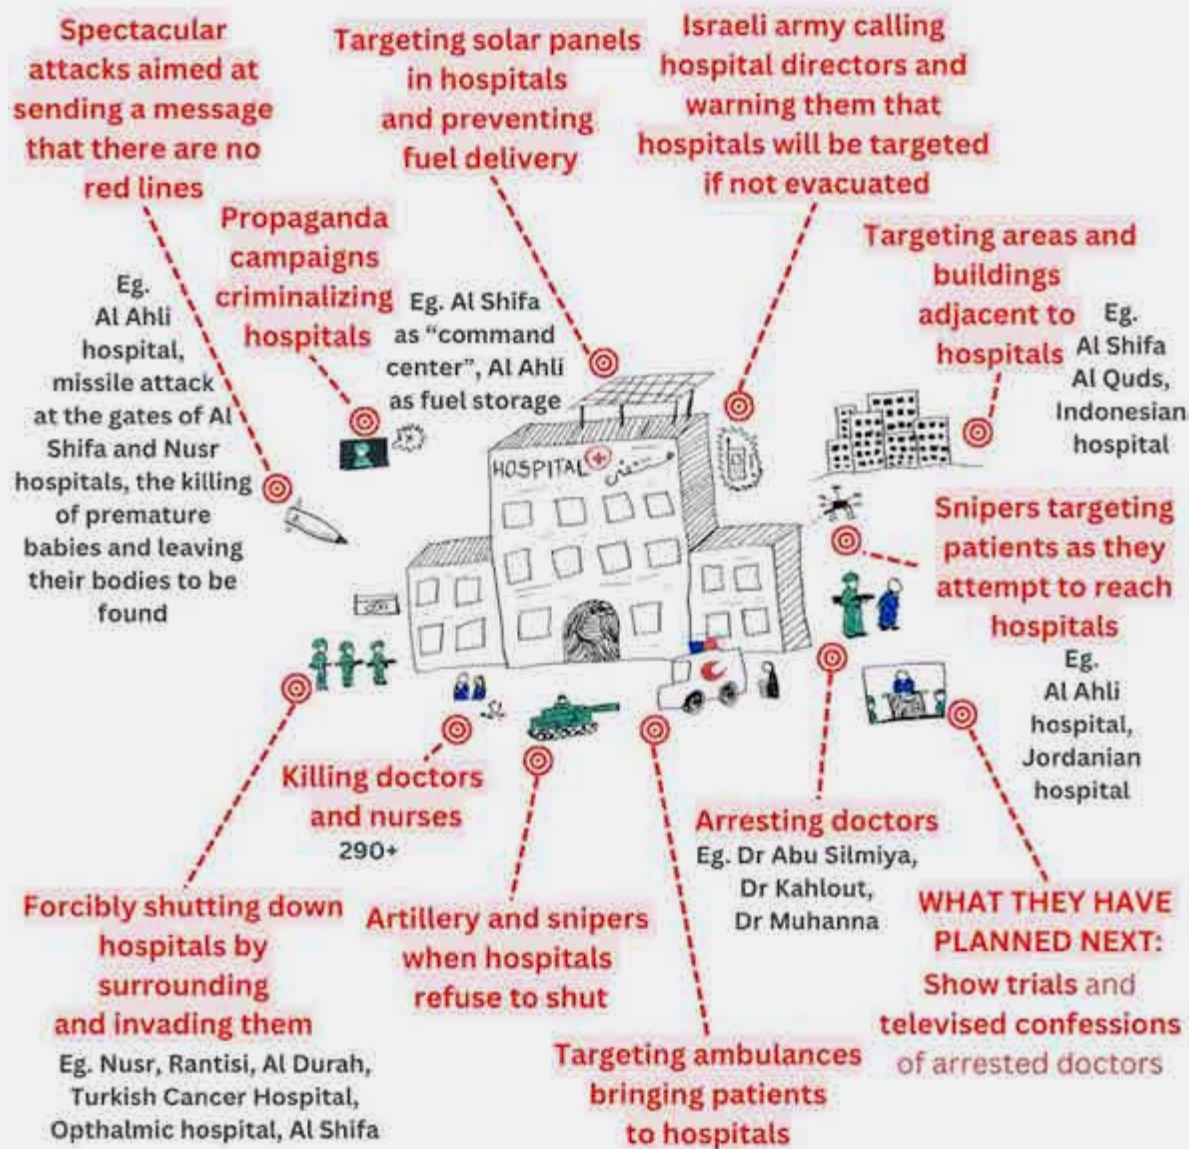 Spectacular
attacks aimed at
sending a message
that there are no
red lines
Eg.
Al Ahli
hospital,
missile attack
at the gates of Al
Shifa and Nusr
hospitals, the killing
of premature
babies and leaving
their bodies to be
found
Propaganda
campaigns
criminalizing
hospitals
Eg. Al Shifa
as “command
center”, Al Ahli
as fuel storage
Targeting solar panels
in hospitals
and preventing
fuel delivery
Israeli army calling
hospital directors and
warning them that
hospitals will be targeted
if not evacuated
Targeting areas and
buildings
adjacent to
hospitals
Eg.
Al Shifa
Al Quds,
Indonesian
hospital
HOSPITAL
Snipers targeting
patients as they
attempt to reach
hospitals
Eg.
Al Ahli
hospital,
Jordanian
hospital
Killing doctors
and nurses
290+
Arresting doctors
Eg. Dr Abu Silmiya,
Dr Kahlout,
Dr Muhanna
Forcibly shutting down
hospitals by
surrounding
and invading them
Eg. Nusr, Rantisi, Al Durah,
Turkish Cancer Hospital,
Opthalmic hospital, Al Shifa
Artillery and snipers
when hospitals
refuse to shut
Targeting ambulances
bringing patients
to hospitals
WHAT THEY HAVE
PLANNED NEXT:
Show trials and
televised confessions
of arrested doctors